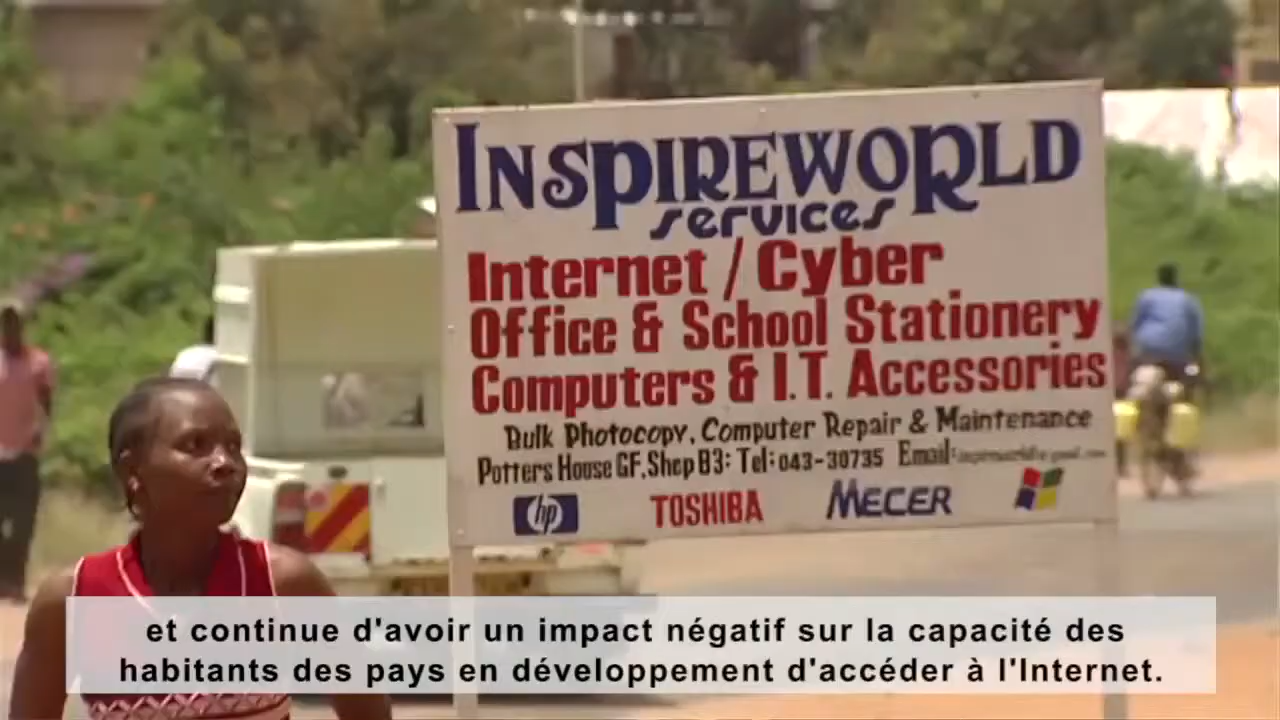 INSPIREWORLD
services
Internet / Cyber
Office & School Stationery
Computers & I.T. Accessories
Bulk Photocopy, Computer Repair & Maintenance
Potters House GF, Shop B3: Tel: 043-30735 Email:
hp TOSHIBA MECER
et continue d'avoir un impact négatif sur la capacité des
habitants des pays en développement d'accéder à l'Internet.